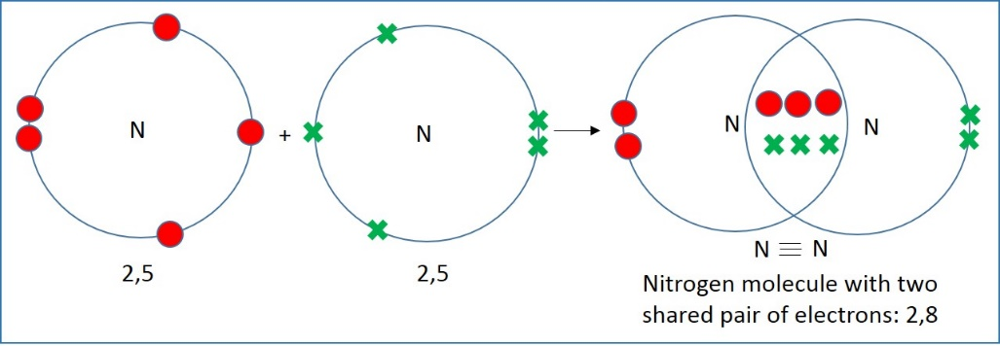 N
+
N
N
N
2,5
2,5
N ≡ N
Nitrogen molecule with two
shared pair of electrons: 2,8